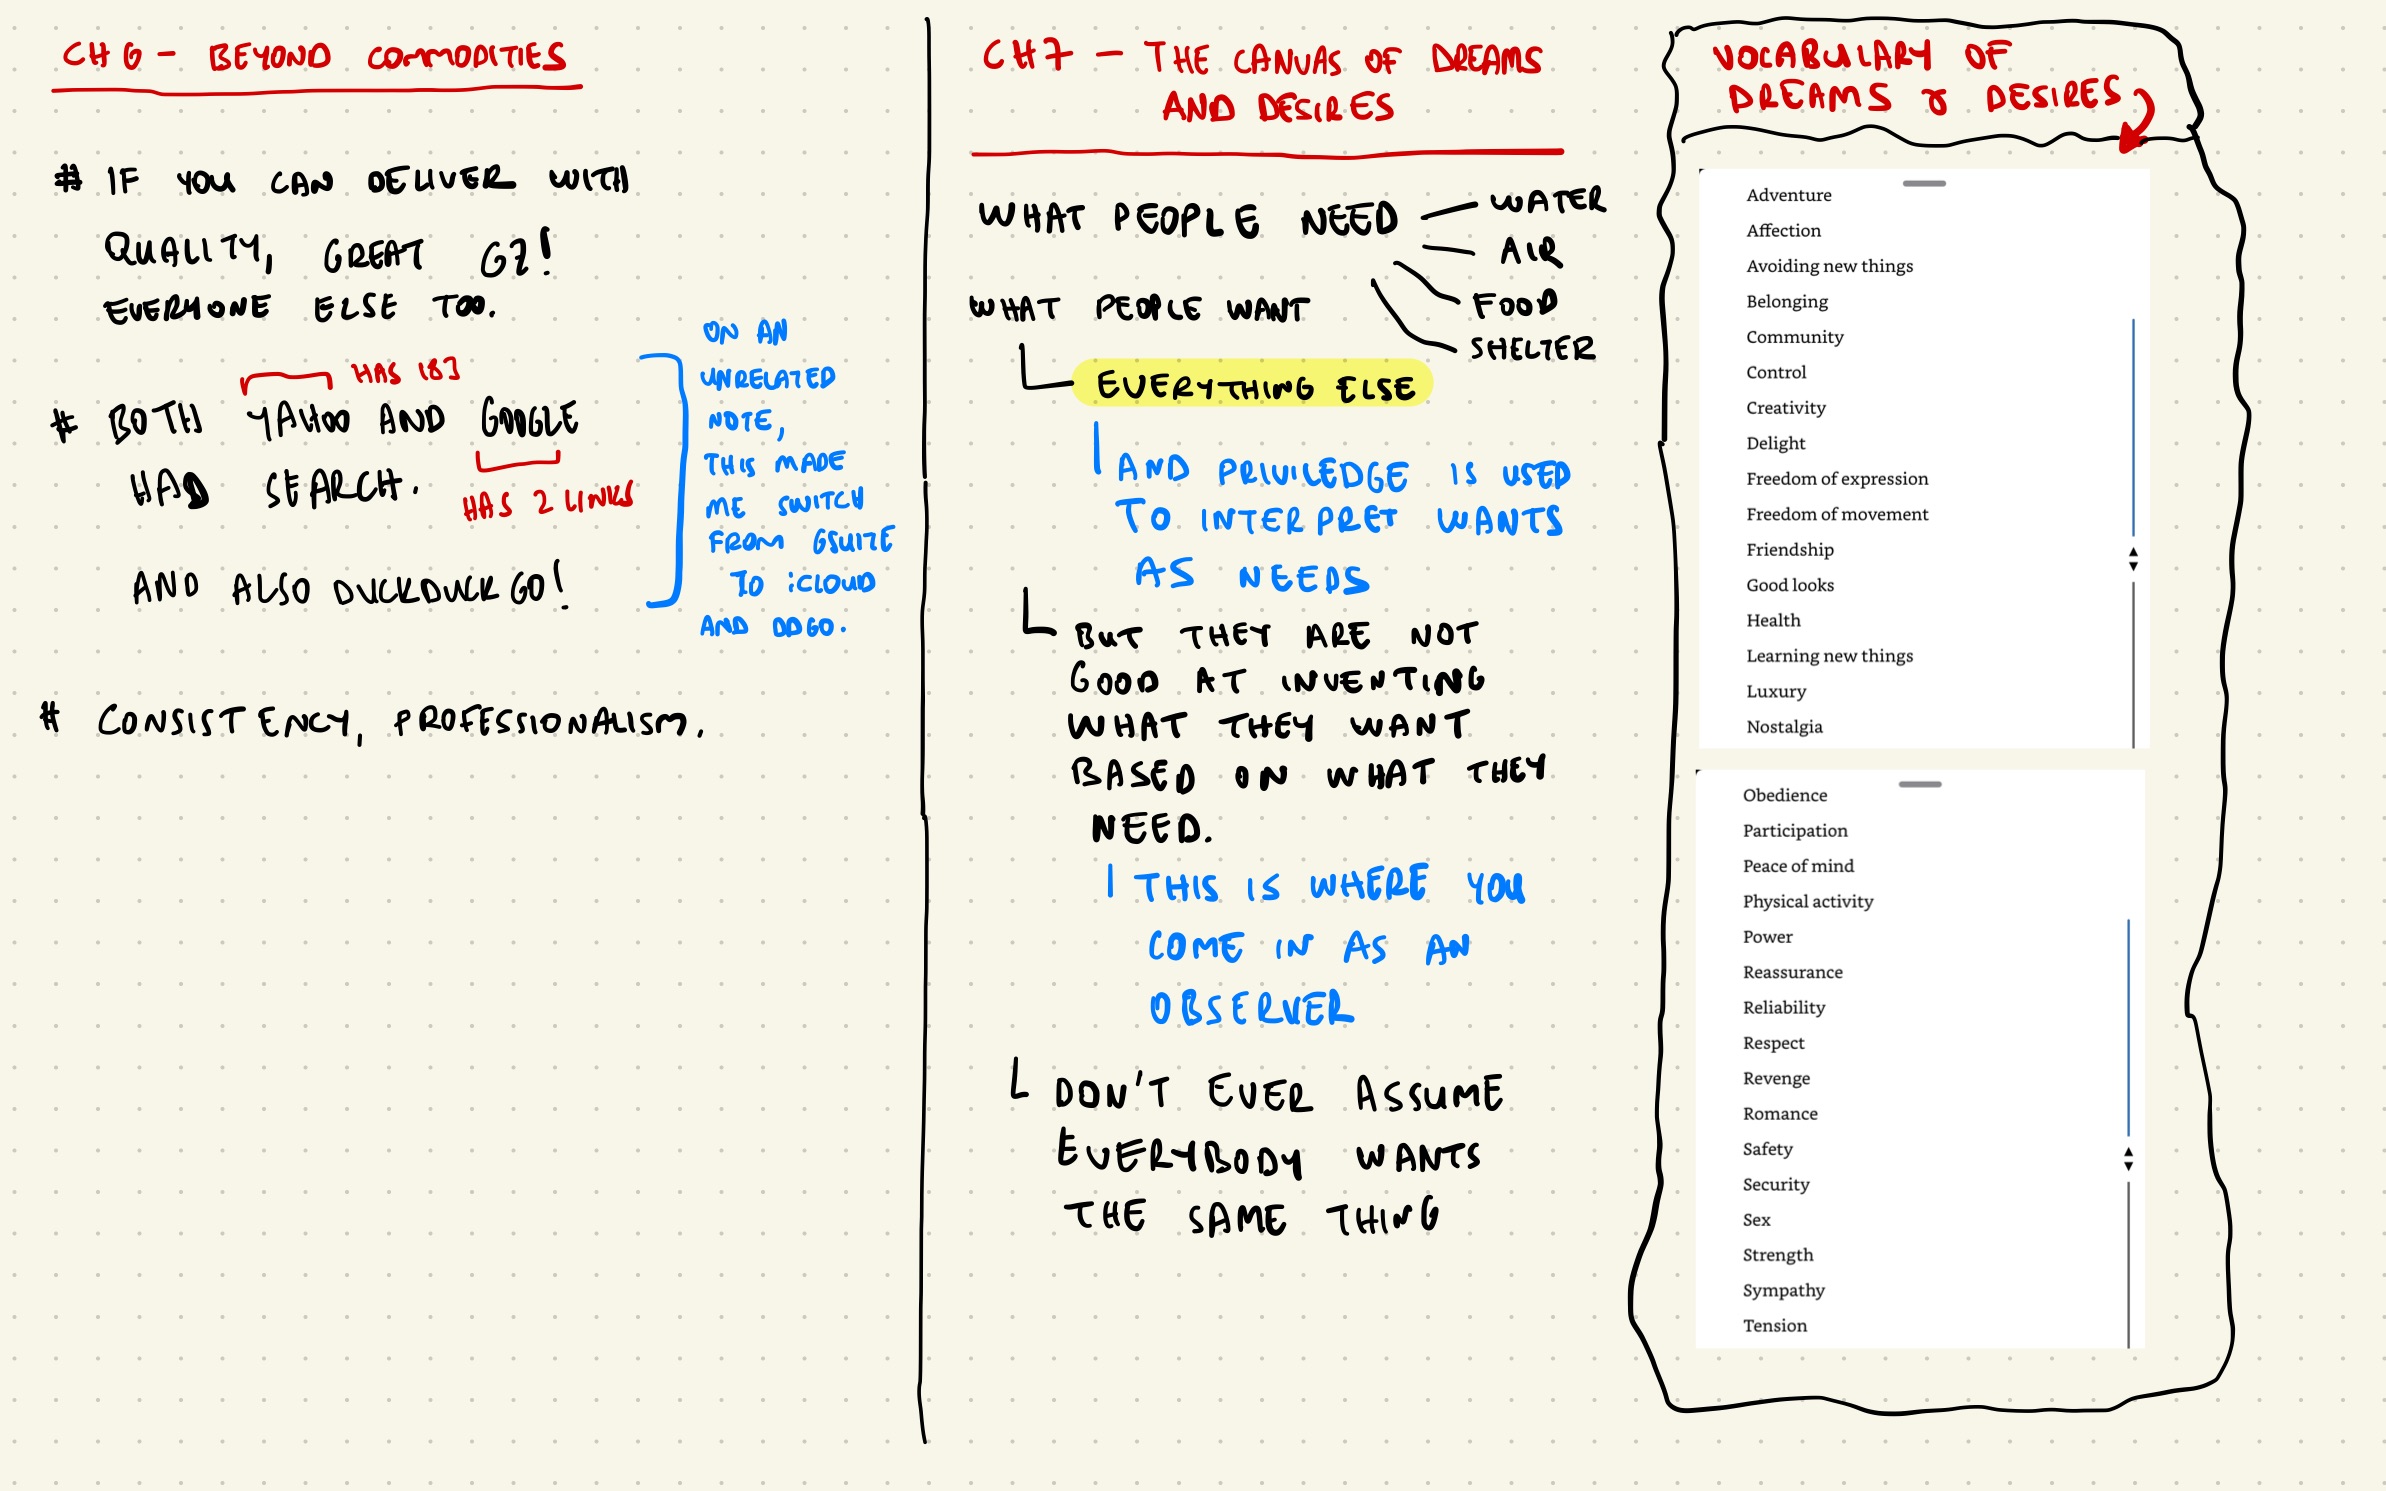 CH 6 - BEYOND COMMODITIES
# IF YOU CAN DELIVER WITH
QUALITY, GREAT GZ!
EVERYONE ELSE TOO.
HAS 183
# BOTH YAHOO AND GOOGLE
HAD SEARCH.
HAS 2 LINKS
AND ALSO DUCKDUCKGO!
ON AN
UNRELATED
NOTE,
THIS MADE
ME SWITCH
FROM GSUITE
TO iCLOUD
AND DDGO.
# CONSISTENCY, PROFESSIONALISM.
CH7 - THE CANVAS OF DREAMS
AND DESIRES
WHAT PEOPLE NEED
WATER
AIR
FOOD
SHELTER
WHAT PEOPLE WANT
EVERYTHING ELSE
AND PRIVILEDGE IS USED
TO INTERPRET WANTS
AS NEEDS
BUT THEY ARE NOT
GOOD AT INVENTING
WHAT THEY WANT
BASED ON WHAT THEY
NEED.
THIS IS WHERE YOU
COME IN AS AN
OBSERVER
DON'T EVER ASSUME
EVERYBODY WANTS
THE SAME THING
VOCABULARY OF
DREAMS & DESIRES
Adventure
Affection
Avoiding new things
Belonging
Community
Control
Creativity
Delight
Freedom of expression
Freedom of movement
Friendship
Good looks
Health
Learning new things
Luxury
Nostalgia
Obedience
Participation
Peace of mind
Physical activity
Power
Reassurance
Reliability
Respect
Revenge
Romance
Safety
Security
Sex
Strength
Sympathy
Tension